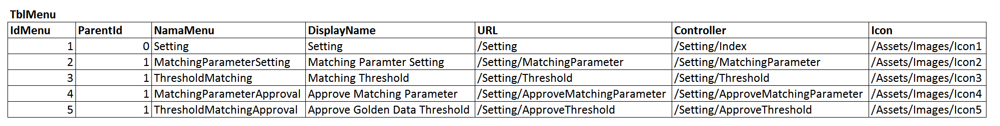 TblMenu
IdMenu ParentId NamaMenu DisplayName URL Controller Icon
1 0 Setting Setting /Setting /Setting/Index /Assets/Images/Icon1
2 1 MatchingParameterSetting Matching Paramter Setting /Setting/MatchingParameter /Setting/MatchingParameter /Assets/Images/Icon2
3 1 ThresholdMatching Matching Threshold /Setting/Threshold /Setting/Threshold /Assets/Images/Icon3
4 1 MatchingParameterApproval Approve Matching Parameter /Setting/ApproveMatchingParameter /Setting/ApproveMatchingParameter /Assets/Images/Icon4
5 1 ThresholdMatchingApproval Approve Golden Data Threshold /Setting/ApproveThreshold /Setting/ApproveThreshold /Assets/Images/Icon5